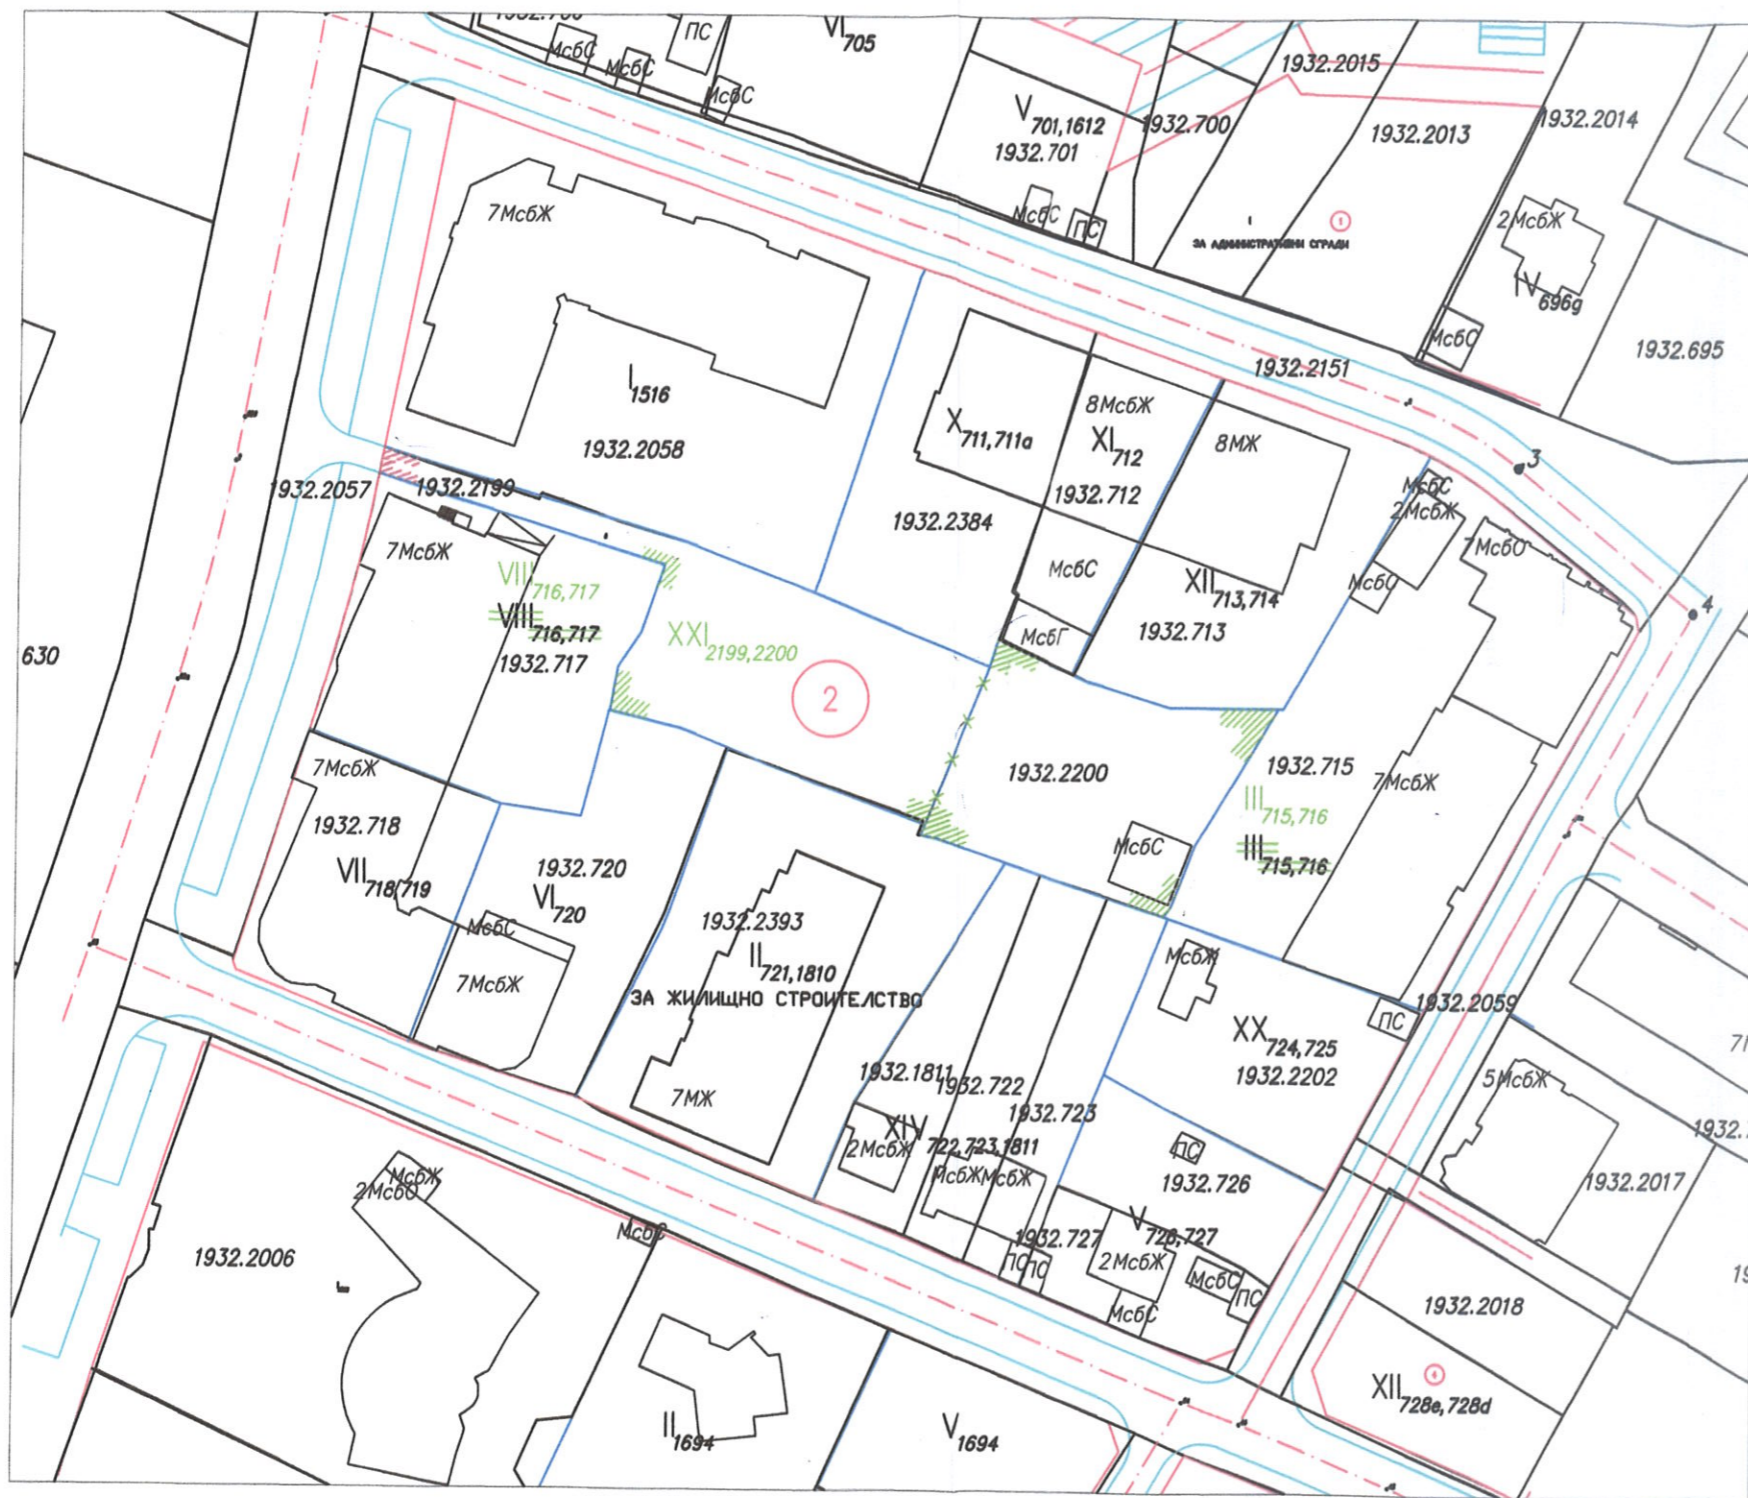 ПС
VI 705
МсбС
МсбС
МсбС
1932.2015
V 701,1612
1932.701
1932.700
1932.2013
1932.2014
МсбС
ПС
I
1
ЗА АДМИНИСТРАТИВНИ СГРАДИ
2МсбЖ
IV 696g
МсбС
1932.695
7МсбЖ
I 1516
1932.2058
1932.2151
8МсбЖ
X 711,711а
XI 712
8МЖ
1932.712
3
1932.2057
1932.2199
1932.2384
МсбС
2МсбЖ
7МсбЖ
7МсбО
VIII 716,717
МсбС
XII 713,714
МсбО
4
VIII 716,717
XXI 2199,2200
МсбГ
1932.713
630
1932.717
2
7МсбЖ
1932.2200
1932.715
7МсбЖ
III 715,716
1932.718
МсбС
III 715,716
VII 718,719
1932.720
VI 720
МсбС
1932.2393
II 721,1810
7МсбЖ
ЗА ЖИЛИЩНО СТРОИТЕЛСТВО
МсбЖ
1932.2059
ПС
XX 724,725
1932.2202
1932.1811
1932.722
1932.723
7МЖ
5МсбЖ
XIV 722,723,1811
2МсбЖ
МсбЖ
МсбЖ
ПС
1932.726
1932.2017
МсбЖ
2МсбО
МсбС
1932.727
V 726,727
2МсбЖ
ПС
ПС
МсбС
ПС
МсбС
1932.2006
1932.2018
XII 728e,728d
II 1694
V 1694